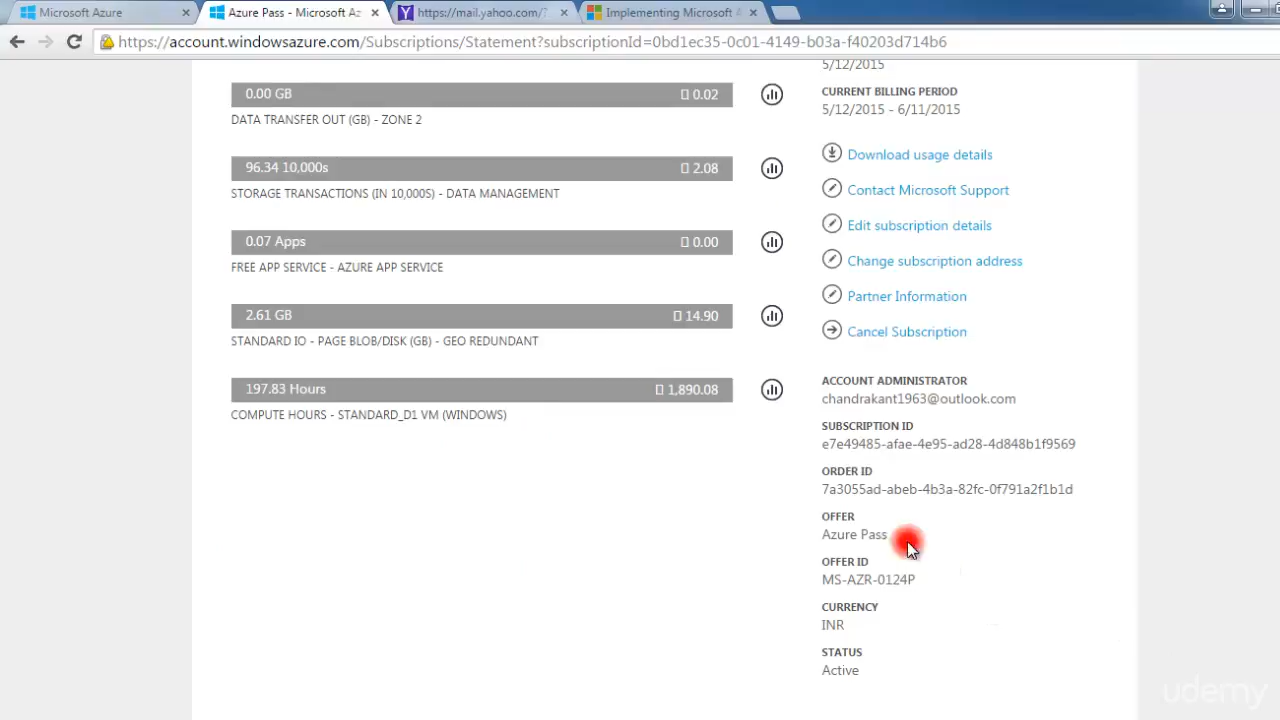 Microsoft Azure
Azure Pass - Microsoft Az
https://mail.yahoo.com/?
Implementing Microsoft A
https://account.windowsazure.com/Subscriptions/Statement?subscriptionId=0bd1ec35-0c01-4149-b03a-f40203d714b6
0.00 GB 0.02
DATA TRANSFER OUT (GB) - ZONE 2
96.34 10,000s 2.08
STORAGE TRANSACTIONS (IN 10,000S) - DATA MANAGEMENT
0.07 Apps 0.00
FREE APP SERVICE - AZURE APP SERVICE
2.61 GB 14.90
STANDARD IO - PAGE BLOB/DISK (GB) - GEO REDUNDANT
197.83 Hours 1,890.08
COMPUTE HOURS - STANDARD_D1 VM (WINDOWS)
5/12/2015
CURRENT BILLING PERIOD
5/12/2015 - 6/11/2015
Download usage details
Contact Microsoft Support
Edit subscription details
Change subscription address
Partner Information
Cancel Subscription
ACCOUNT ADMINISTRATOR
chandrakant1963@outlook.com
SUBSCRIPTION ID
e7e49485-afae-4e95-ad28-4d848b1f9569
ORDER ID
7a3055ad-abeb-4b3a-82fc-0f791a2f1b1d
OFFER
Azure Pass
OFFER ID
MS-AZR-0124P
CURRENCY
INR
STATUS
Active
udemy